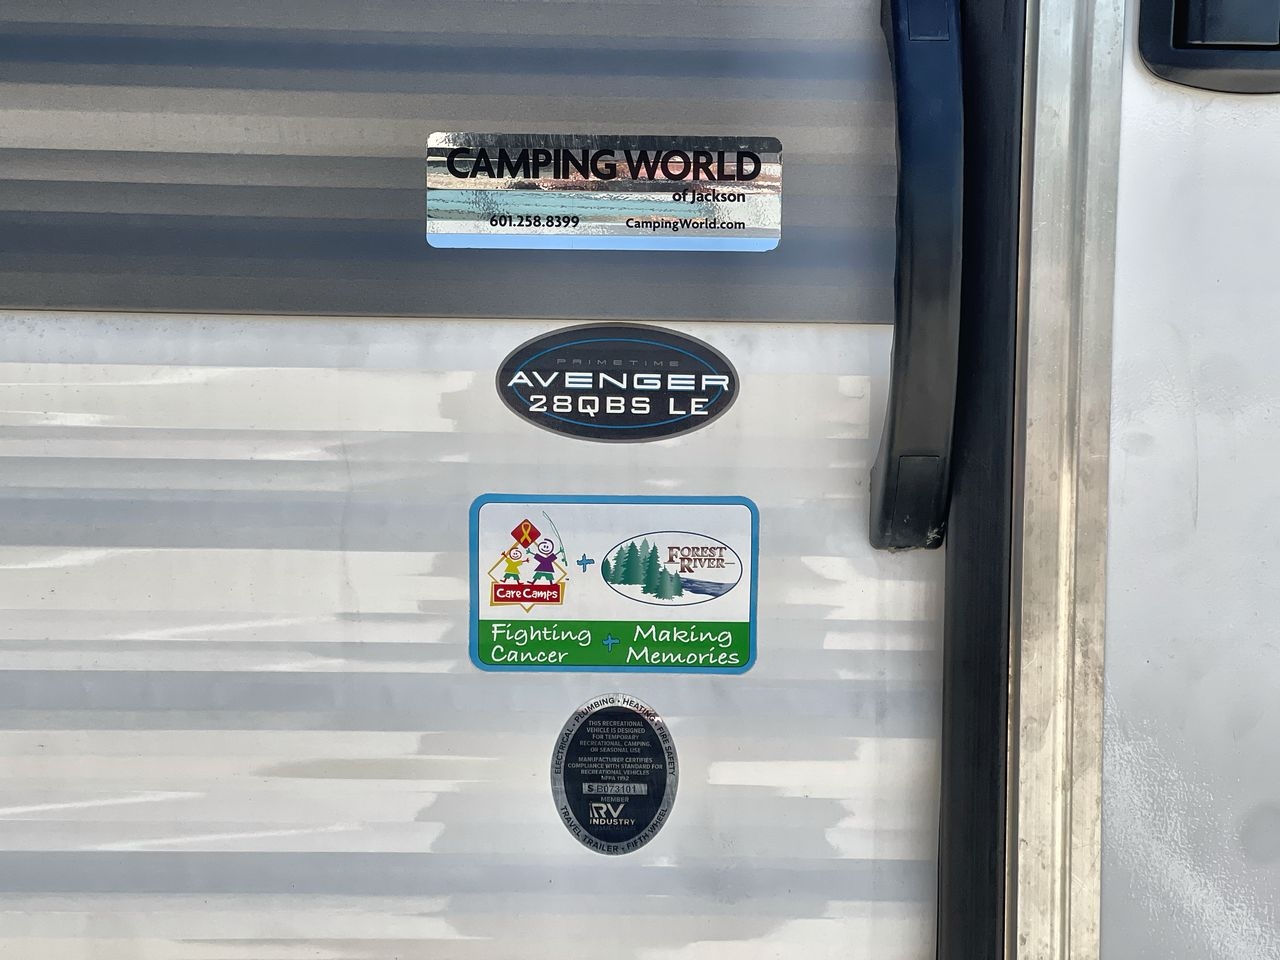 CAMPING WORLD
of Jackson
601.258.8399 CampingWorld.com
PRIMETIME
AVENGER
28QBS LE
Care Camps
+
FOREST
RIVER
Fighting + Making
Cancer Memories
ELECTRICAL • PLUMBING • HEATING • FIRE SAFETY
THIS RECREATIONAL
VEHICLE IS DESIGNED
FOR TEMPORARY
RECREATIONAL, CAMPING,
OR SEASONAL USE
MANUFACTURER CERTIFIES
COMPLIANCE WITH STANDARD FOR
RECREATIONAL VEHICLES
NFPA 1192
S B073101
MEMBER
RV
INDUSTRY
ASSOCIATION
TRAVEL TRAILER • FIFTH WHEEL